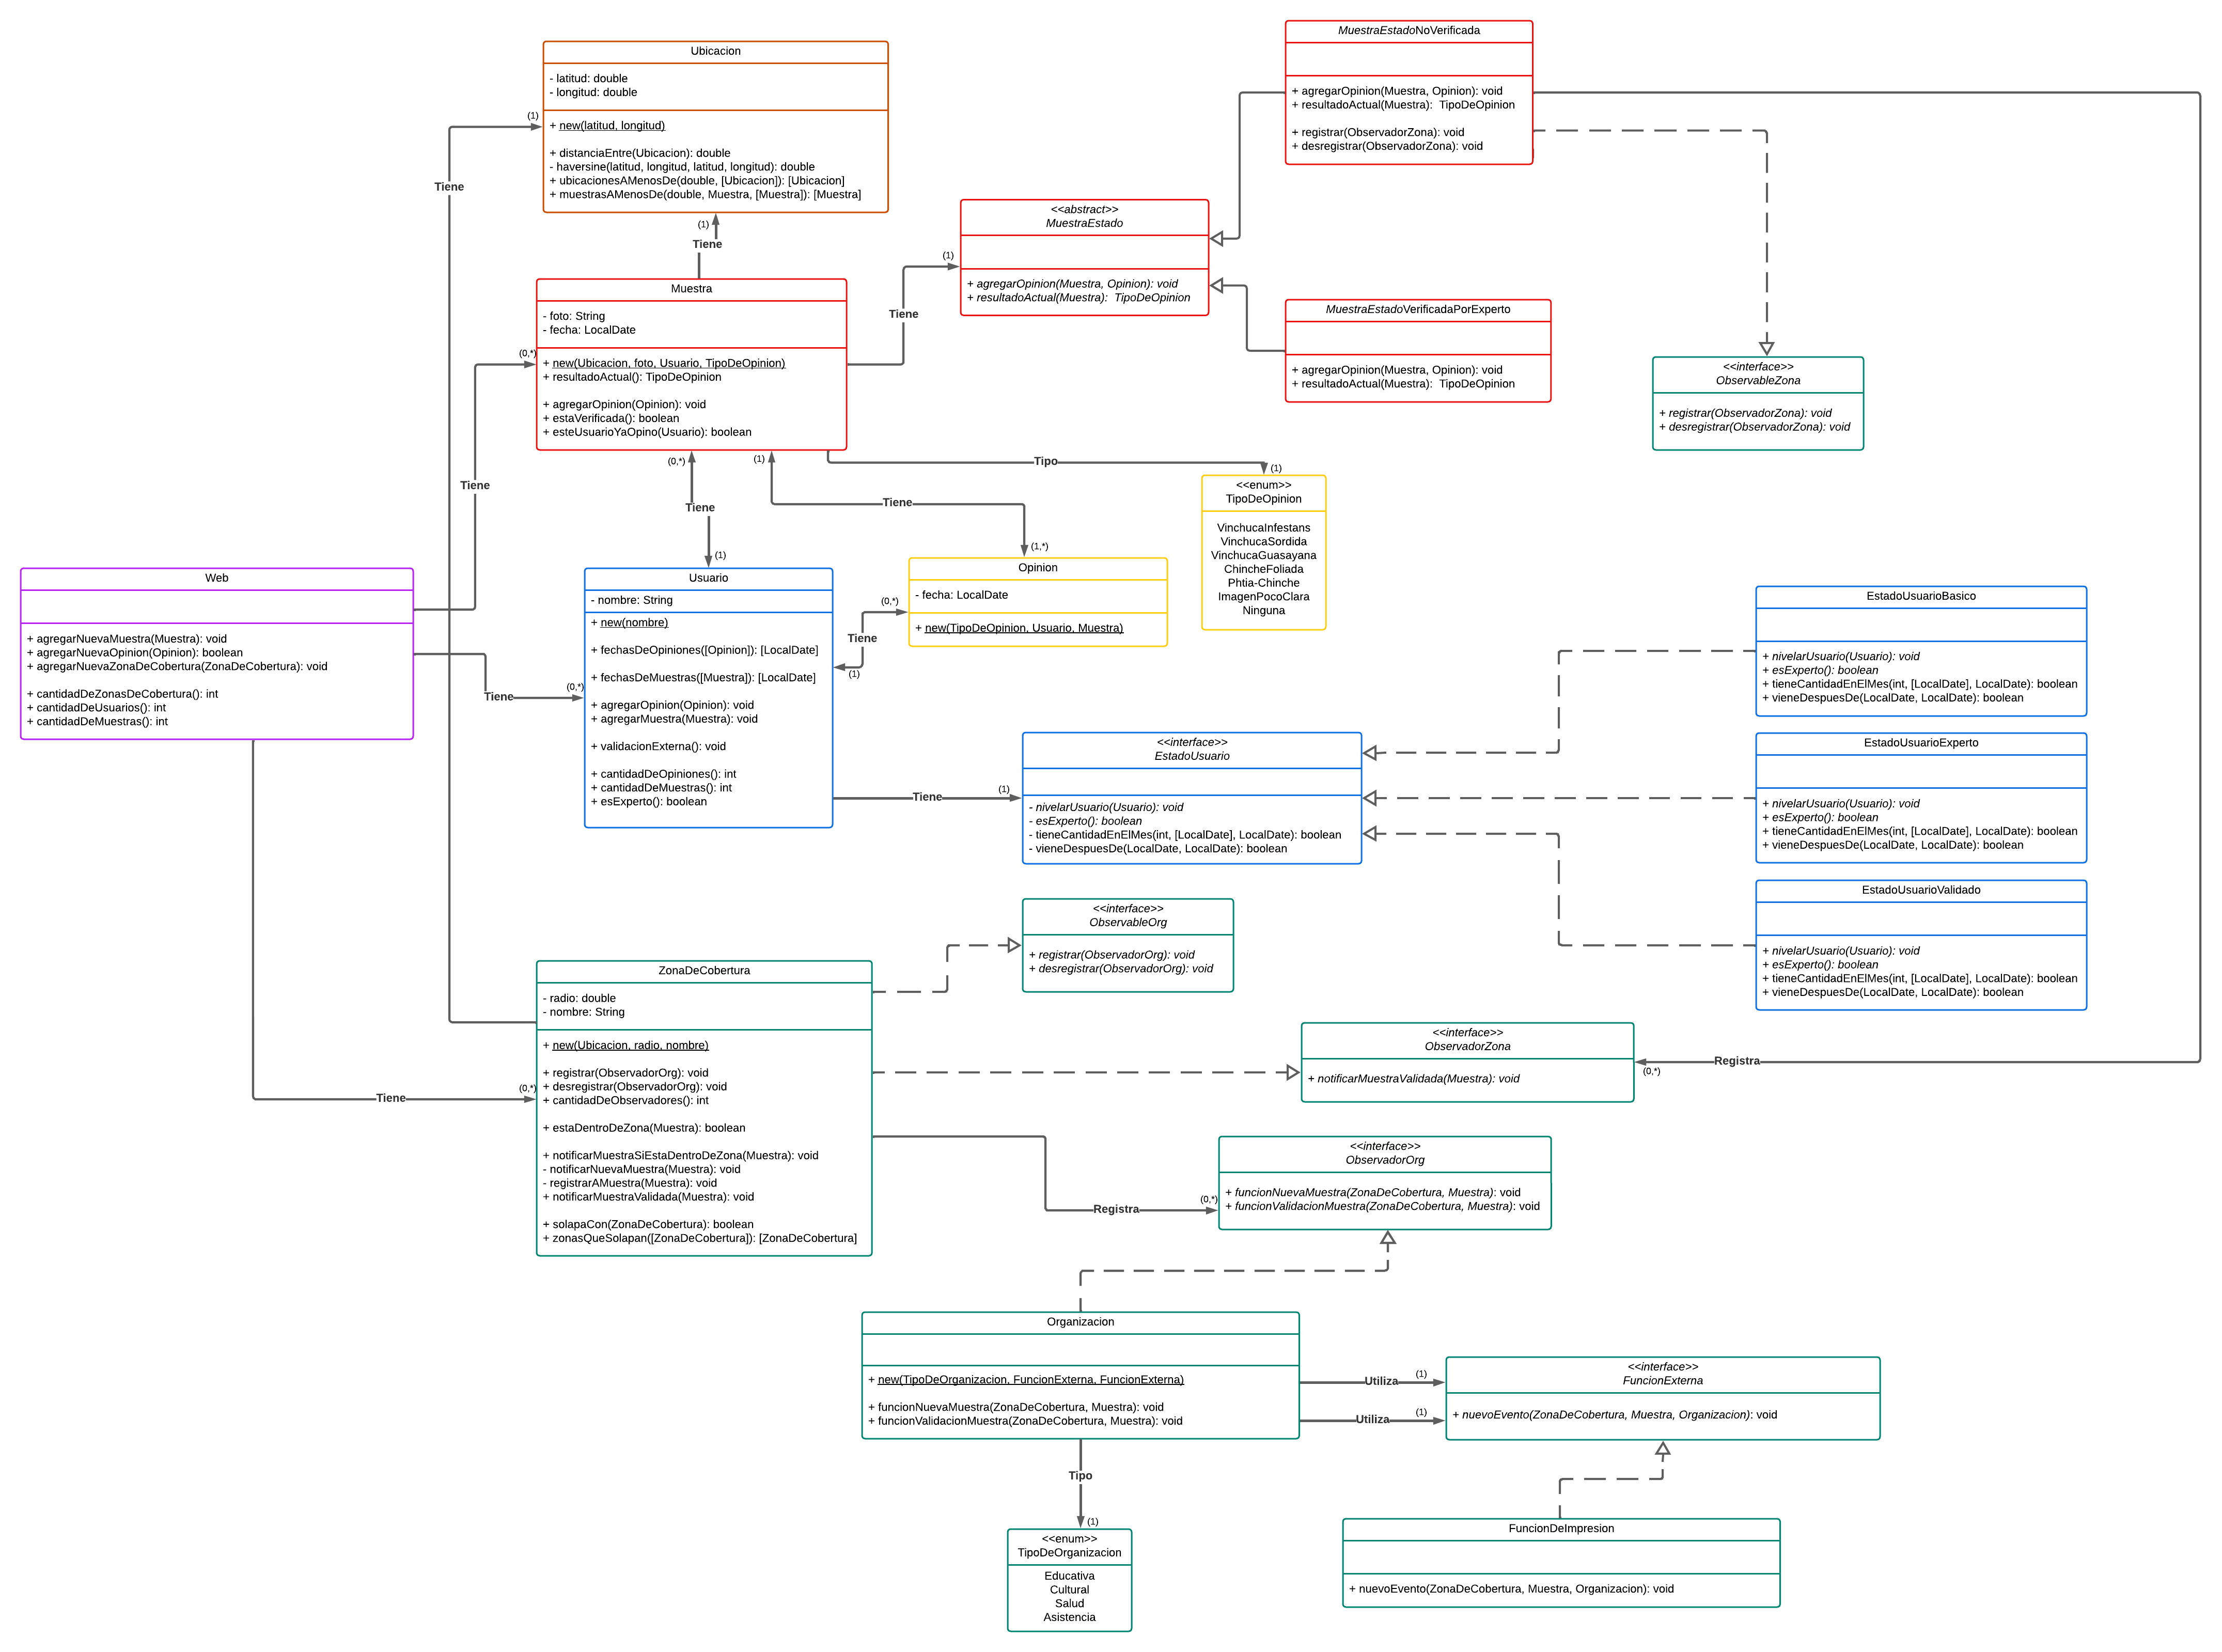 Ubicacion
- latitud: double
- longitud: double
+ new(latitud, longitud)
+ distanciaEntre(Ubicacion): double
- haversine(latitud, longitud, latitud, longitud): double
+ ubicacionesAMenosDe(double, [Ubicacion]): [Ubicacion]
+ muestrasAMenosDe(double, Muestra, [Muestra]): [Muestra]
(1)
Tiene
(1)
Tiene
MuestraEstadoNoVerificada
+ agregarOpinion(Muestra, Opinion): void
+ resultadoActual(Muestra): TipoDeOpinion
+ registrar(ObservadorZona): void
+ desregistrar(ObservadorZona): void
<<abstract>>
MuestraEstado
+ agregarOpinion(Muestra, Opinion): void
+ resultadoActual(Muestra): TipoDeOpinion
(1)
Tiene
Muestra
- foto: String
- fecha: LocalDate
+ new(Ubicacion, foto, Usuario, TipoDeOpinion)
+ resultadoActual(): TipoDeOpinion
+ agregarOpinion(Opinion): void
+ estaVerificada(): boolean
+ esteUsuarioYaOpino(Usuario): boolean
(0,*)
Tiene
MuestraEstadoVerificadaPorExperto
+ agregarOpinion(Muestra, Opinion): void
+ resultadoActual(Muestra): TipoDeOpinion
<<interface>>
ObservableZona
+ registrar(ObservadorZona): void
+ desregistrar(ObservadorZona): void
(0,*)
Tiene
(1)
(1)
Tiene
(1,*)
Tipo
(1)
<<enum>>
TipoDeOpinion
VinchucaInfestans
VinchucaSordida
VinchucaGuasayana
ChincheFoliada
Phtia-Chinche
ImagenPocoClara
Ninguna
Web
+ agregarNuevaMuestra(Muestra): void
+ agregarNuevaOpinion(Opinion): boolean
+ agregarNuevaZonaDeCobertura(ZonaDeCobertura): void
+ cantidadDeZonasDeCobertura(): int
+ cantidadDeUsuarios(): int
+ cantidadDeMuestras(): int
Tiene
(0,*)
Usuario
- nombre: String
+ new(nombre)
+ fechasDeOpiniones([Opinion]): [LocalDate]
+ fechasDeMuestras([Muestra]): [LocalDate]
+ agregarOpinion(Opinion): void
+ agregarMuestra(Muestra): void
+ validacionExterna(): void
+ cantidadDeOpiniones(): int
+ cantidadDeMuestras(): int
+ esExperto(): boolean
Opinion
- fecha: LocalDate
+ new(TipoDeOpinion, Usuario, Muestra)
(0,*)
Tiene
(1)
Tiene
(1)
<<interface>>
EstadoUsuario
- nivelarUsuario(Usuario): void
- esExperto(): boolean
- tieneCantidadEnElMes(int, [LocalDate], LocalDate): boolean
- vieneDespuesDe(LocalDate, LocalDate): boolean
EstadoUsuarioBasico
+ nivelarUsuario(Usuario): void
+ esExperto(): boolean
+ tieneCantidadEnElMes(int, [LocalDate], LocalDate): boolean
+ vieneDespuesDe(LocalDate, LocalDate): boolean
EstadoUsuarioExperto
+ nivelarUsuario(Usuario): void
+ esExperto(): boolean
+ tieneCantidadEnElMes(int, [LocalDate], LocalDate): boolean
+ vieneDespuesDe(LocalDate, LocalDate): boolean
EstadoUsuarioValidado
+ nivelarUsuario(Usuario): void
+ esExperto(): boolean
+ tieneCantidadEnElMes(int, [LocalDate], LocalDate): boolean
+ vieneDespuesDe(LocalDate, LocalDate): boolean
<<interface>>
ObservableOrg
+ registrar(ObservadorOrg): void
+ desregistrar(ObservadorOrg): void
Tiene
(0,*)
ZonaDeCobertura
- radio: double
- nombre: String
+ new(Ubicacion, radio, nombre)
+ registrar(ObservadorOrg): void
+ desregistrar(ObservadorOrg): void
+ cantidadDeObservadores(): int
+ estaDentroDeZona(Muestra): boolean
+ notificarMuestraSiEstaDentroDeZona(Muestra): void
- notificarNuevaMuestra(Muestra): void
- registrarAMuestra(Muestra): void
+ notificarMuestraValidada(Muestra): void
+ solapaCon(ZonaDeCobertura): boolean
+ zonasQueSolapan([ZonaDeCobertura]): [ZonaDeCobertura]
<<interface>>
ObservadorZona
+ notificarMuestraValidada(Muestra): void
Registra
(0,*)
<<interface>>
ObservadorOrg
+ funcionNuevaMuestra(ZonaDeCobertura, Muestra): void
+ funcionValidacionMuestra(ZonaDeCobertura, Muestra): void
Registra
(0,*)
Organizacion
+ new(TipoDeOrganizacion, FuncionExterna, FuncionExterna)
+ funcionNuevaMuestra(ZonaDeCobertura, Muestra): void
+ funcionValidacionMuestra(ZonaDeCobertura, Muestra): void
Utiliza
(1)
Utiliza
(1)
<<interface>>
FuncionExterna
+ nuevoEvento(ZonaDeCobertura, Muestra, Organizacion): void
Tipo
(1)
<<enum>>
TipoDeOrganizacion
Educativa
Cultural
Salud
Asistencia
FuncionDeImpresion
+ nuevoEvento(ZonaDeCobertura, Muestra, Organizacion): void